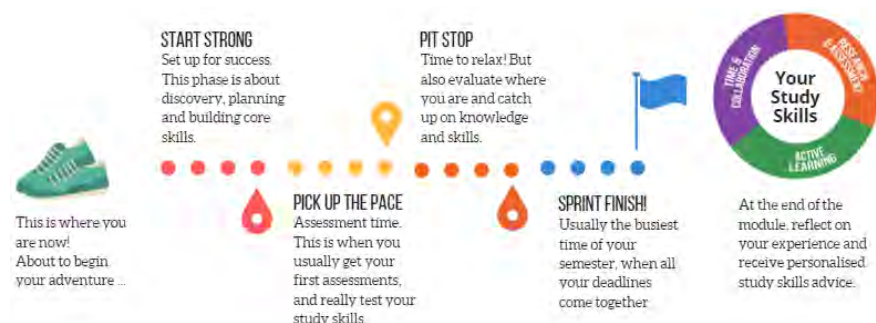 START STRONG
Set up for success.
This phase is about
discovery, planning
and building core
skills.
PIT STOP
Time to relax! But
also evaluate where
you are and catch
up on knowledge
and skills.
TIME &
COLLABORATION
RESEARCH
& ASSESSMENT
ACTIVE
LEARNING
Your
Study
Skills
This is where you
are now!
About to begin
your adventure ...
PICK UP THE PACE
Assessment time.
This is when you
usually get your
first assessments,
and really test your
study skills.
SPRINT FINISH!
Usually the busiest
time of your
semester, when all
your deadlines
come together
At the end of the
module, reflect on
your experience and
receive personalised
study skills advice.